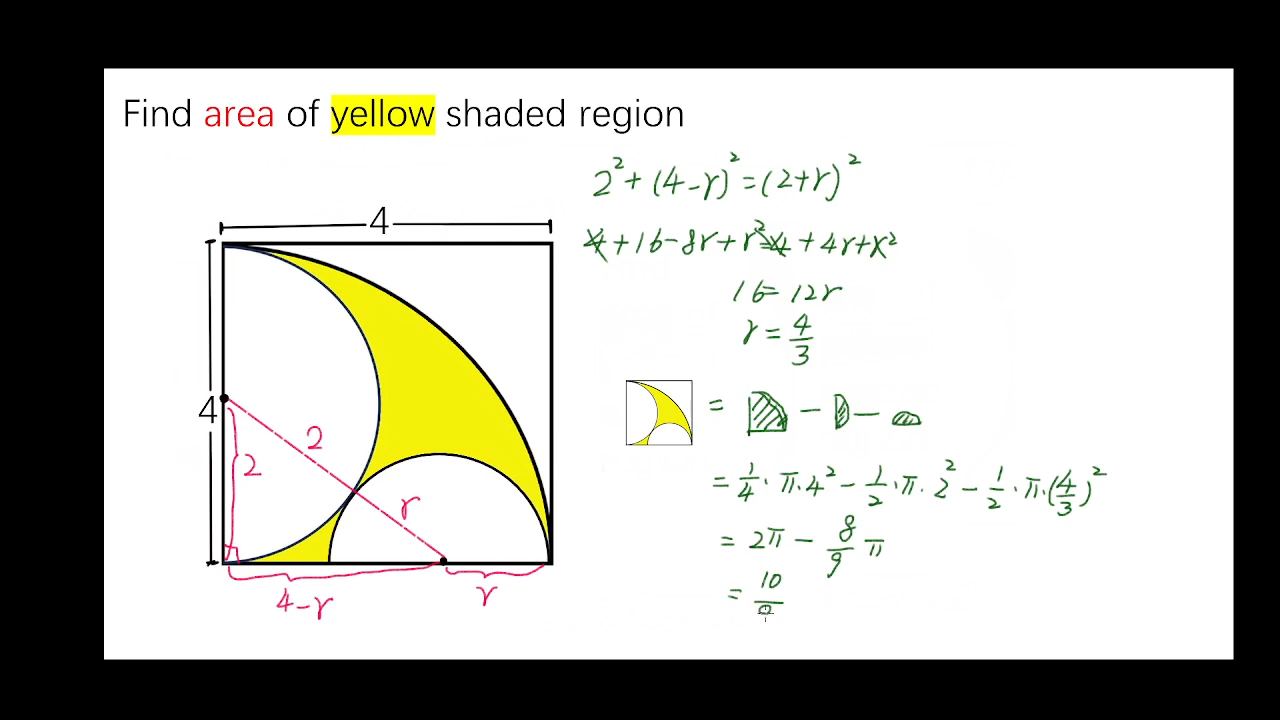 Find area of yellow shaded region
4
4
2
2
r
4-r
r
2² + (4-r)² = (2+r)²
4 + 16 - 8r + r² = 4 + 4r + r²
16 = 12r
r = 4/3
= - -
= 1/4 · π · 4² - 1/2 · π · 2² - 1/2 · π · (4/3)²
= 2π - 8/9 π
= 10/9